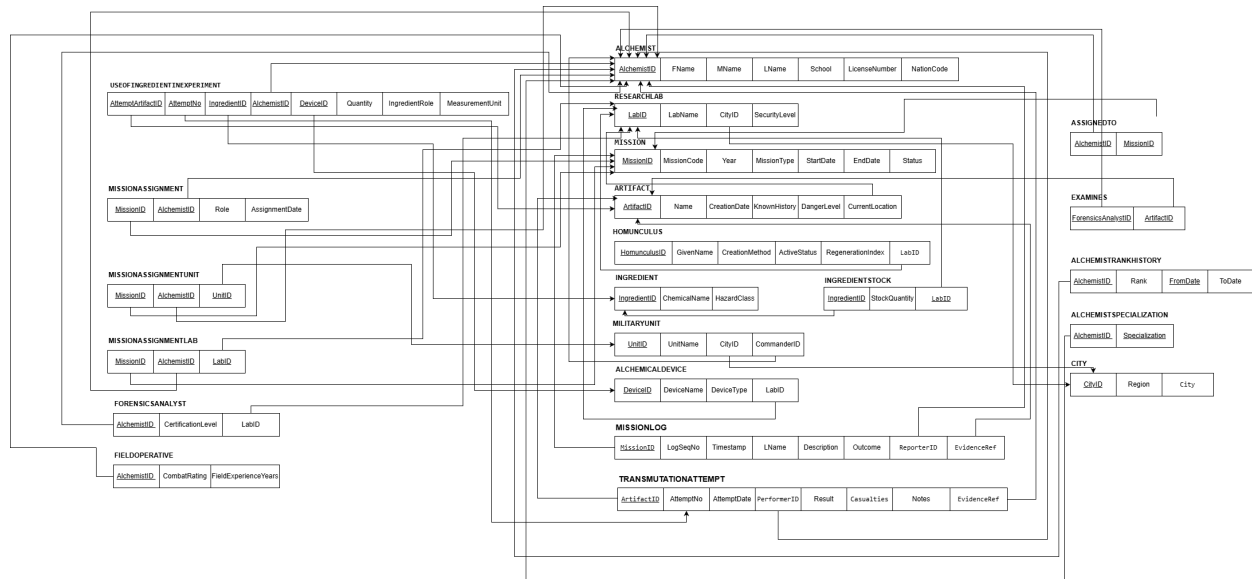 ALCHEMIST
AlchemistID FName MName LName School LicenseNumber NationCode
USEOFINGREDIENTINEXPERIMENT
AttemptArtifactID AttemptNo IngredientID AlchemistID DeviceID Quantity IngredientRole MeasurementUnit
RESEARCHLAB
LabID LabName CityID SecurityLevel
ASSIGNEDTO
AlchemistID MissionID
MISSION
MissionID MissionCode Year MissionType StartDate EndDate Status
MISSIONASSIGNMENT
MissionID AlchemistID Role AssignmentDate
ARTIFACT
ArtifactID Name CreationDate KnownHistory DangerLevel CurrentLocation
EXAMINES
ForensicsAnalystID ArtifactID
HOMUNCULUS
HomunculusID GivenName CreationMethod ActiveStatus RegenerationIndex LabID
ALCHEMISTRANKHISTORY
AlchemistID Rank FromDate ToDate
MISSIONASSIGNMENTUNIT
MissionID AlchemistID UnitID
INGREDIENT
IngredientID ChemicalName HazardClass
INGREDIENTSTOCK
IngredientID StockQuantity LabID
ALCHEMISTSPECIALIZATION
AlchemistID Specialization
MILITARYUNIT
UnitID UnitName CityID CommanderID
MISSIONASSIGNMENTLAB
MissionID AlchemistID LabID
CITY
CityID Region City
ALCHEMICALDEVICE
DeviceID DeviceName DeviceType LabID
FORENSICSANALYST
AlchemistID CertificationLevel LabID
MISSIONLOG
MissionID LogSeqNo Timestamp LName Description Outcome ReporterID EvidenceRef
FIELDOPERATIVE
AlchemistID CombatRating FieldExperienceYears
TRANSMUTATIONATTEMPT
ArtifactID AttemptNo AttemptDate PerformerID Result Casualties Notes EvidenceRef